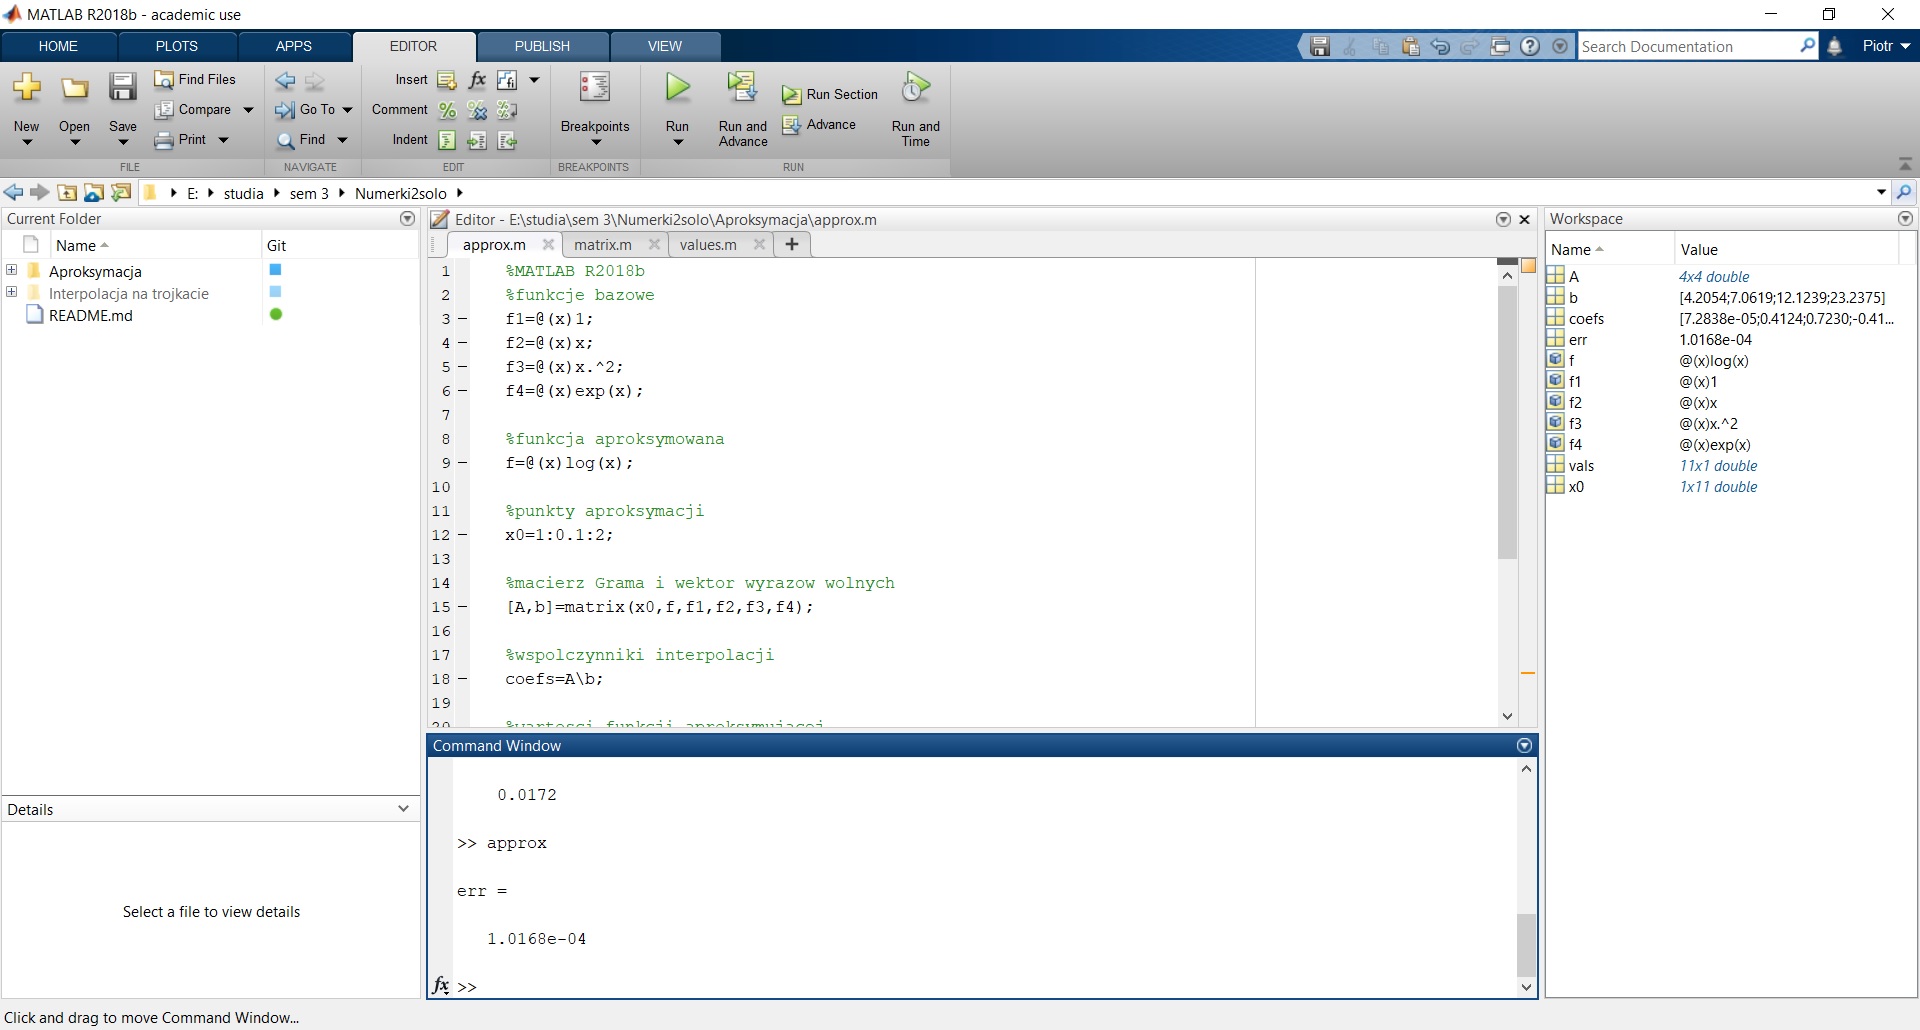 MATLAB R2018b - academic use
HOME PLOTS APPS EDITOR PUBLISH VIEW
Search Documentation
Piotr
New
Open
Save
Find Files
Compare
Print
FILE
Go To
Find
NAVIGATE
Insert
Comment
Indent
EDIT
Breakpoints
BREAKPOINTS
Run
Run and Advance
Run Section
Advance
Run and Time
RUN
E: studia sem 3 Numerki2solo
Current Folder
Name Git
Aproksymacja
Interpolacja na trojkacie
README.md
Details
Select a file to view details
Editor - E:\studia\sem 3\Numerki2solo\Aproksymacja\approx.m
approx.m matrix.m values.m
1 %MATLAB R2018b
2 %funkcje bazowe
3 f1=@(x)1;
4 f2=@(x)x;
5 f3=@(x)x.^2;
6 f4=@(x)exp(x);
7
8 %funkcja aproksymowana
9 f=@(x)log(x);
10
11 %punkty aproksymacji
12 x0=1:0.1:2;
13
14 %macierz Grama i wektor wyrazow wolnych
15 [A,b]=matrix(x0,f,f1,f2,f3,f4);
16
17 %wspolczynniki interpolacji
18 coefs=A\b;
19
20 %wartosci funkcji aproksymujacej
Command Window
0.0172
>> approx
err =
1.0168e-04
fx >>
Workspace
Name Value
A 4x4 double
b [4.2054;7.0619;12.1239;23.2375]
coefs [7.2838e-05;0.4124;0.7230;-0.41...
err 1.0168e-04
f @(x)log(x)
f1 @(x)1
f2 @(x)x
f3 @(x)x.^2
f4 @(x)exp(x)
vals 11x1 double
x0 1x11 double
Click and drag to move Command Window...